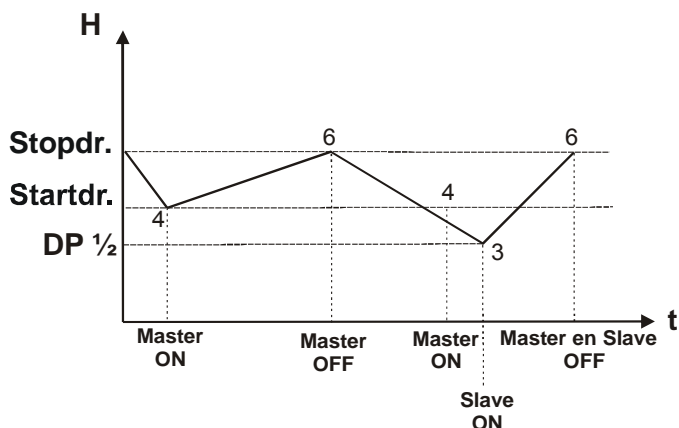 H
Stopdr.
6
6
Startdr.
4
4
DP ½
3
t
Master
ON
Master
OFF
Master
ON
Master en Slave
OFF
Slave
ON